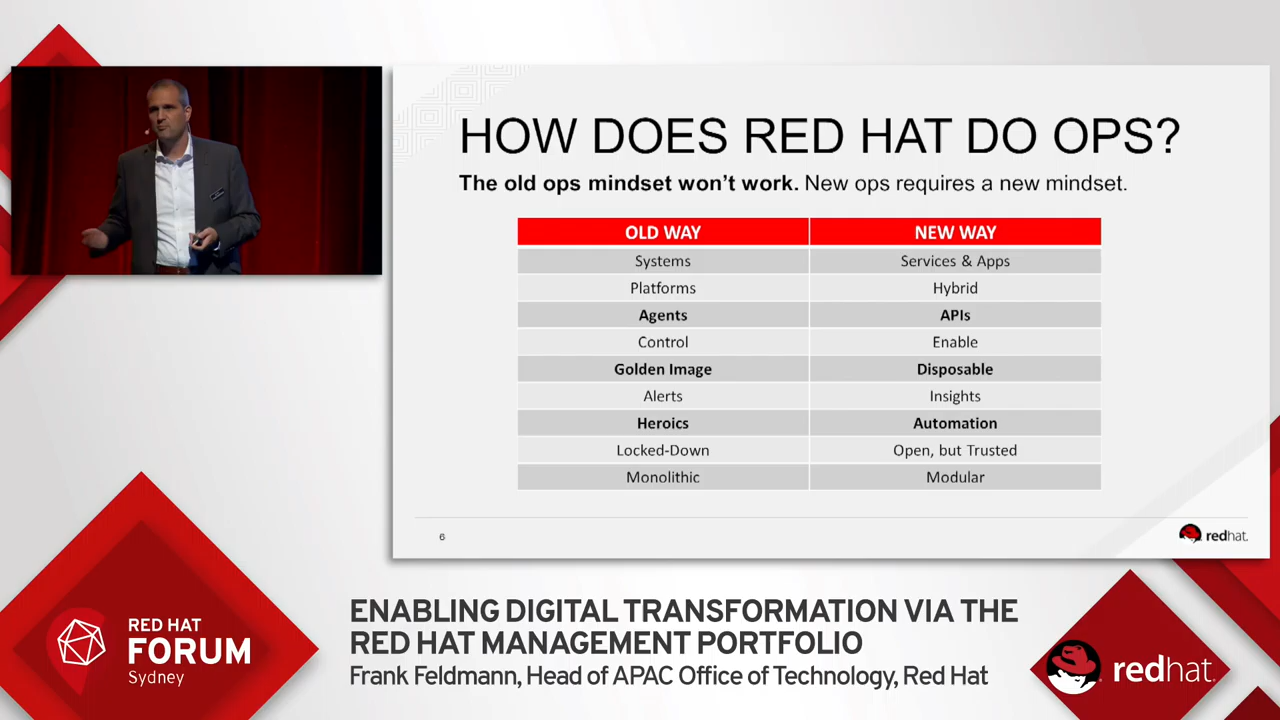 HOW DOES RED HAT DO OPS?
The old ops mindset won't work. New ops requires a new mindset.
OLD WAY NEW WAY
Systems Services & Apps
Platforms Hybrid
Agents APIs
Control Enable
Golden Image Disposable
Alerts Insights
Heroics Automation
Locked-Down Open, but Trusted
Monolithic Modular
6
redhat.
ENABLING DIGITAL TRANSFORMATION VIA THE
RED HAT MANAGEMENT PORTFOLIO
Frank Feldmann, Head of APAC Office of Technology, Red Hat
RED HAT
FORUM
Sydney
redhat.